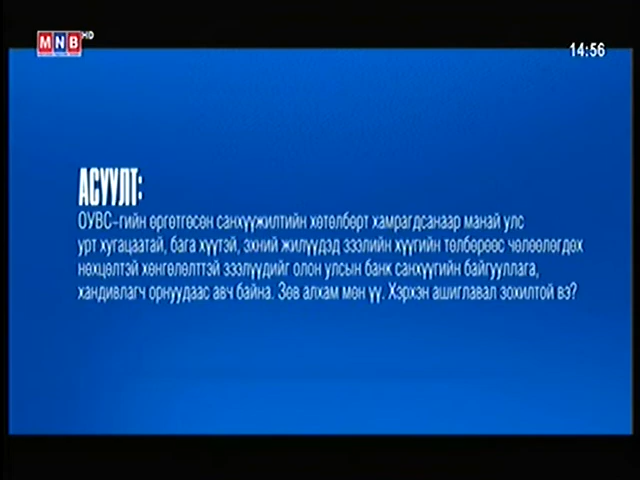 MNB HD
14:56
АСУУЛТ:
ОУВС-гийн өргөтгөсөн санхүүжилтийн хөтөлбөрт хамрагдсанаар манай улс
урт хугацаатай, бага хүүтэй, эхний жилүүдэд зээлийн хүүгийн төлбөрөөс чөлөөлөгдөх
нөхцөлтэй хөнгөлөлттэй зээлүүдийг олон улсын банк санхүүгийн байгууллага,
хандивлагч орнуудаас авч байна. Зөв алхам мөн үү. Хэрхэн ашиглавал зохилтой вэ?